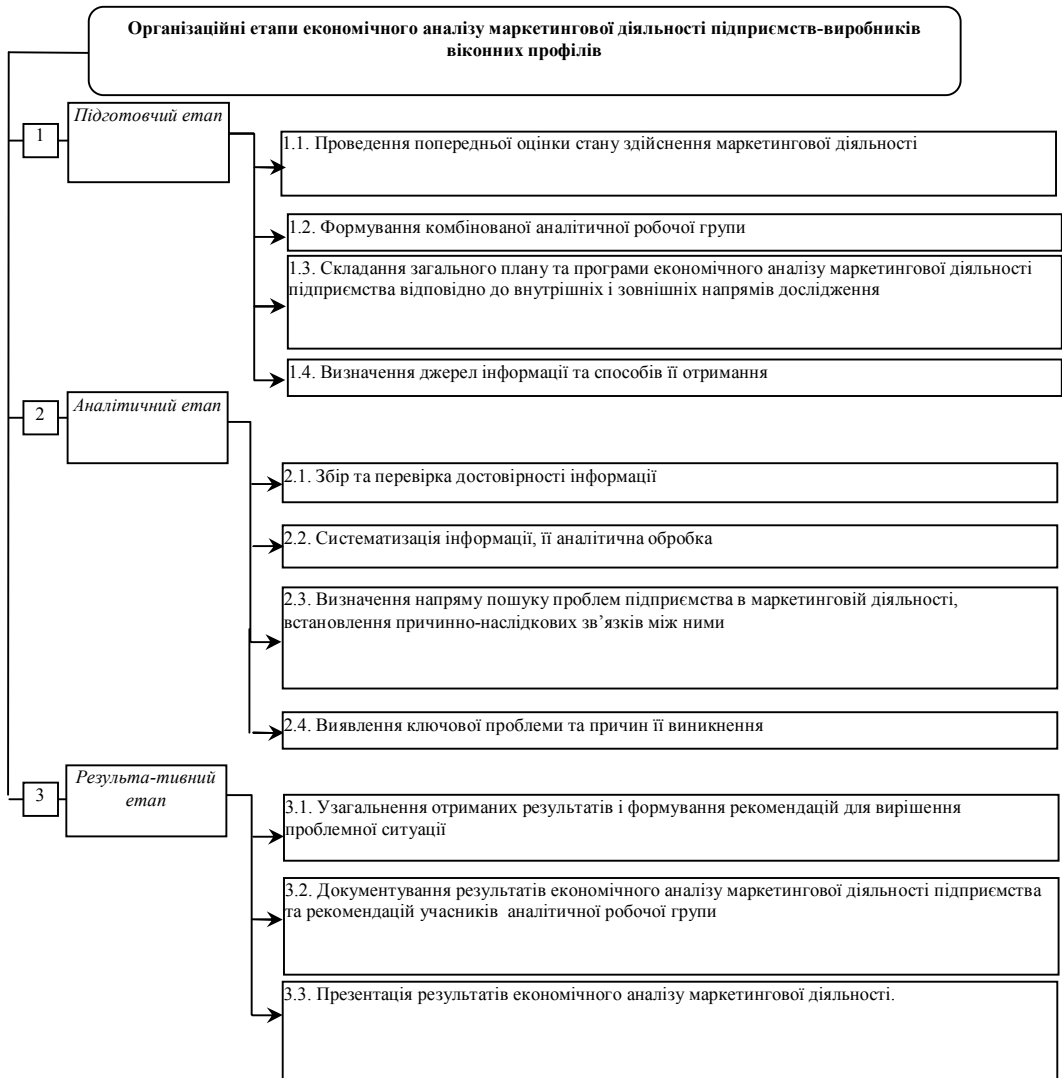 Організаційні етапи економічного аналізу маркетингової діяльності підприємств-виробників
віконних профілів
1
Підготовчий етап
1.1. Проведення попередньої оцінки стану здійснення маркетингової діяльності
1.2. Формування комбінованої аналітичної робочої групи
1.3. Складання загального плану та програми економічного аналізу маркетингової діяльності
підприємства відповідно до внутрішніх і зовнішніх напрямів дослідження
1.4. Визначення джерел інформації та способів її отримання
2
Аналітичний етап
2.1. Збір та перевірка достовірності інформації
2.2. Систематизація інформації, її аналітична обробка
2.3. Визначення напряму пошуку проблем підприємства в маркетинговій діяльності,
встановлення причинно-наслідкових зв’язків між ними
2.4. Виявлення ключової проблеми та причин її виникнення
3
Результа-тивний
етап
3.1. Узагальнення отриманих результатів і формування рекомендацій для вирішення
проблемної ситуації
3.2. Документування результатів економічного аналізу маркетингової діяльності підприємства
та рекомендацій учасників аналітичної робочої групи
3.3. Презентація результатів економічного аналізу маркетингової діяльності.